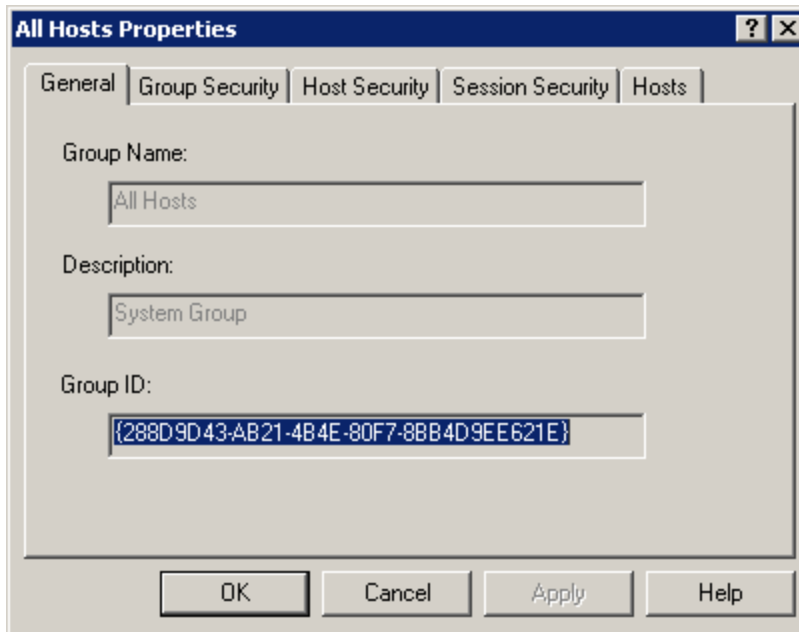 All Hosts Properties
General Group Security Host Security Session Security Hosts
Group Name:
All Hosts
Description:
System Group
Group ID:
{288D9D43-AB21-4B4E-80F7-8BB4D9EE621E}
OK Cancel Apply Help